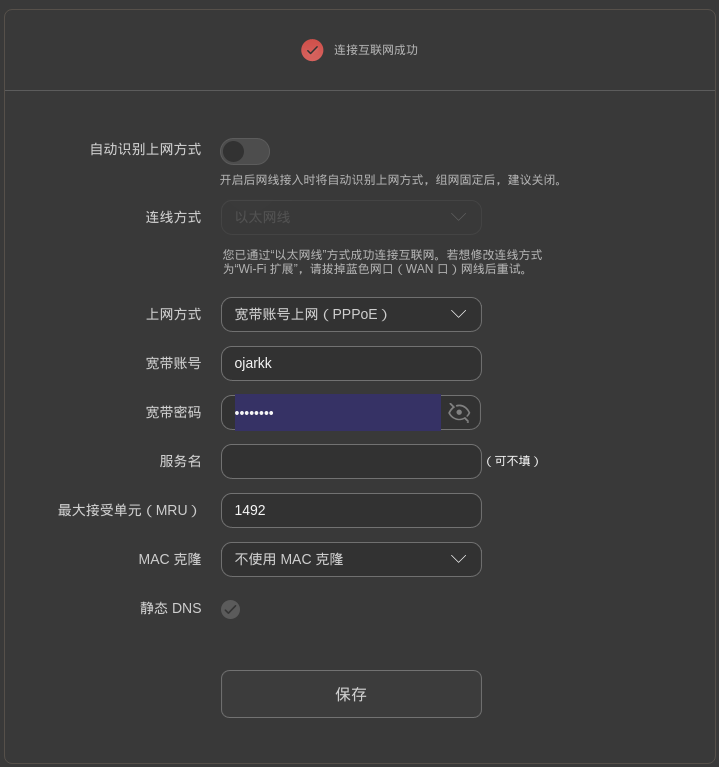 连接互联网成功
自动识别上网方式
开启后网线接入时将自动识别上网方式，组网固定后，建议关闭。
连线方式 以太网线
您已通过“以太网线”方式成功连接互联网。若想修改连线方式
为“Wi-Fi 扩展”，请拔掉蓝色网口（WAN 口）网线后重试。
上网方式 宽带账号上网（PPPoE）
宽带账号 ojarkk
宽带密码 ••••••••
服务名 （可不填）
最大接受单元（MRU） 1492
MAC 克隆 不使用 MAC 克隆
静态 DNS
保存